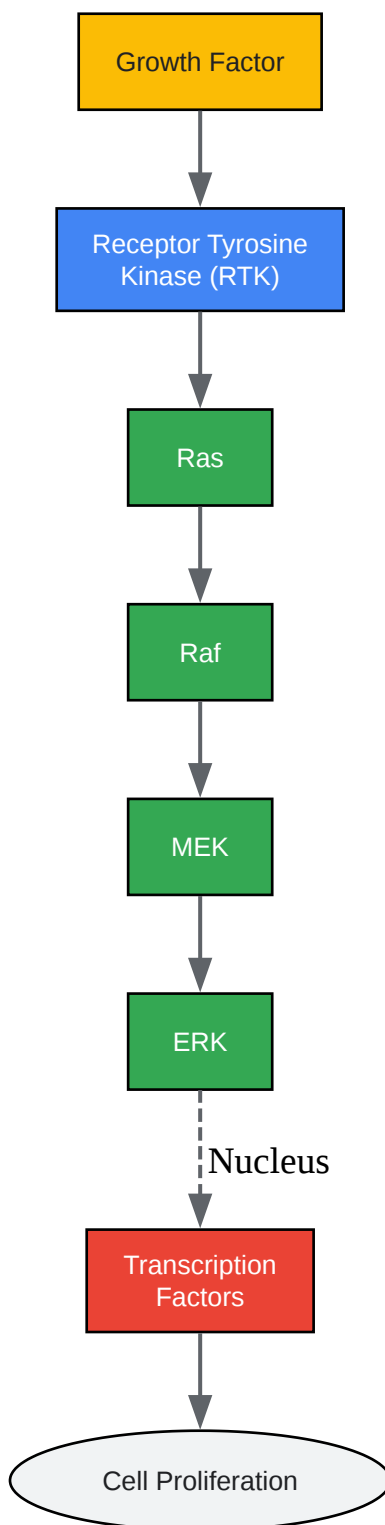 Growth Factor
Receptor Tyrosine
Kinase (RTK)
Ras
Raf
MEK
ERK
Nucleus
Transcription
Factors
Cell Proliferation